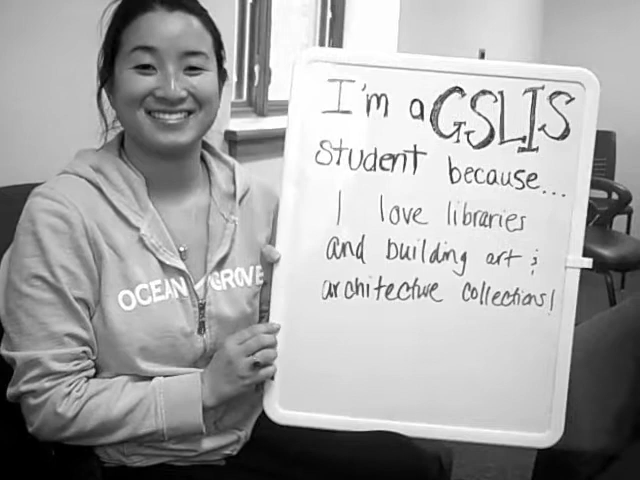 I'm a GSLIS
student because...
I love libraries
and building art &
architecture collections!
OCEAN GROVE